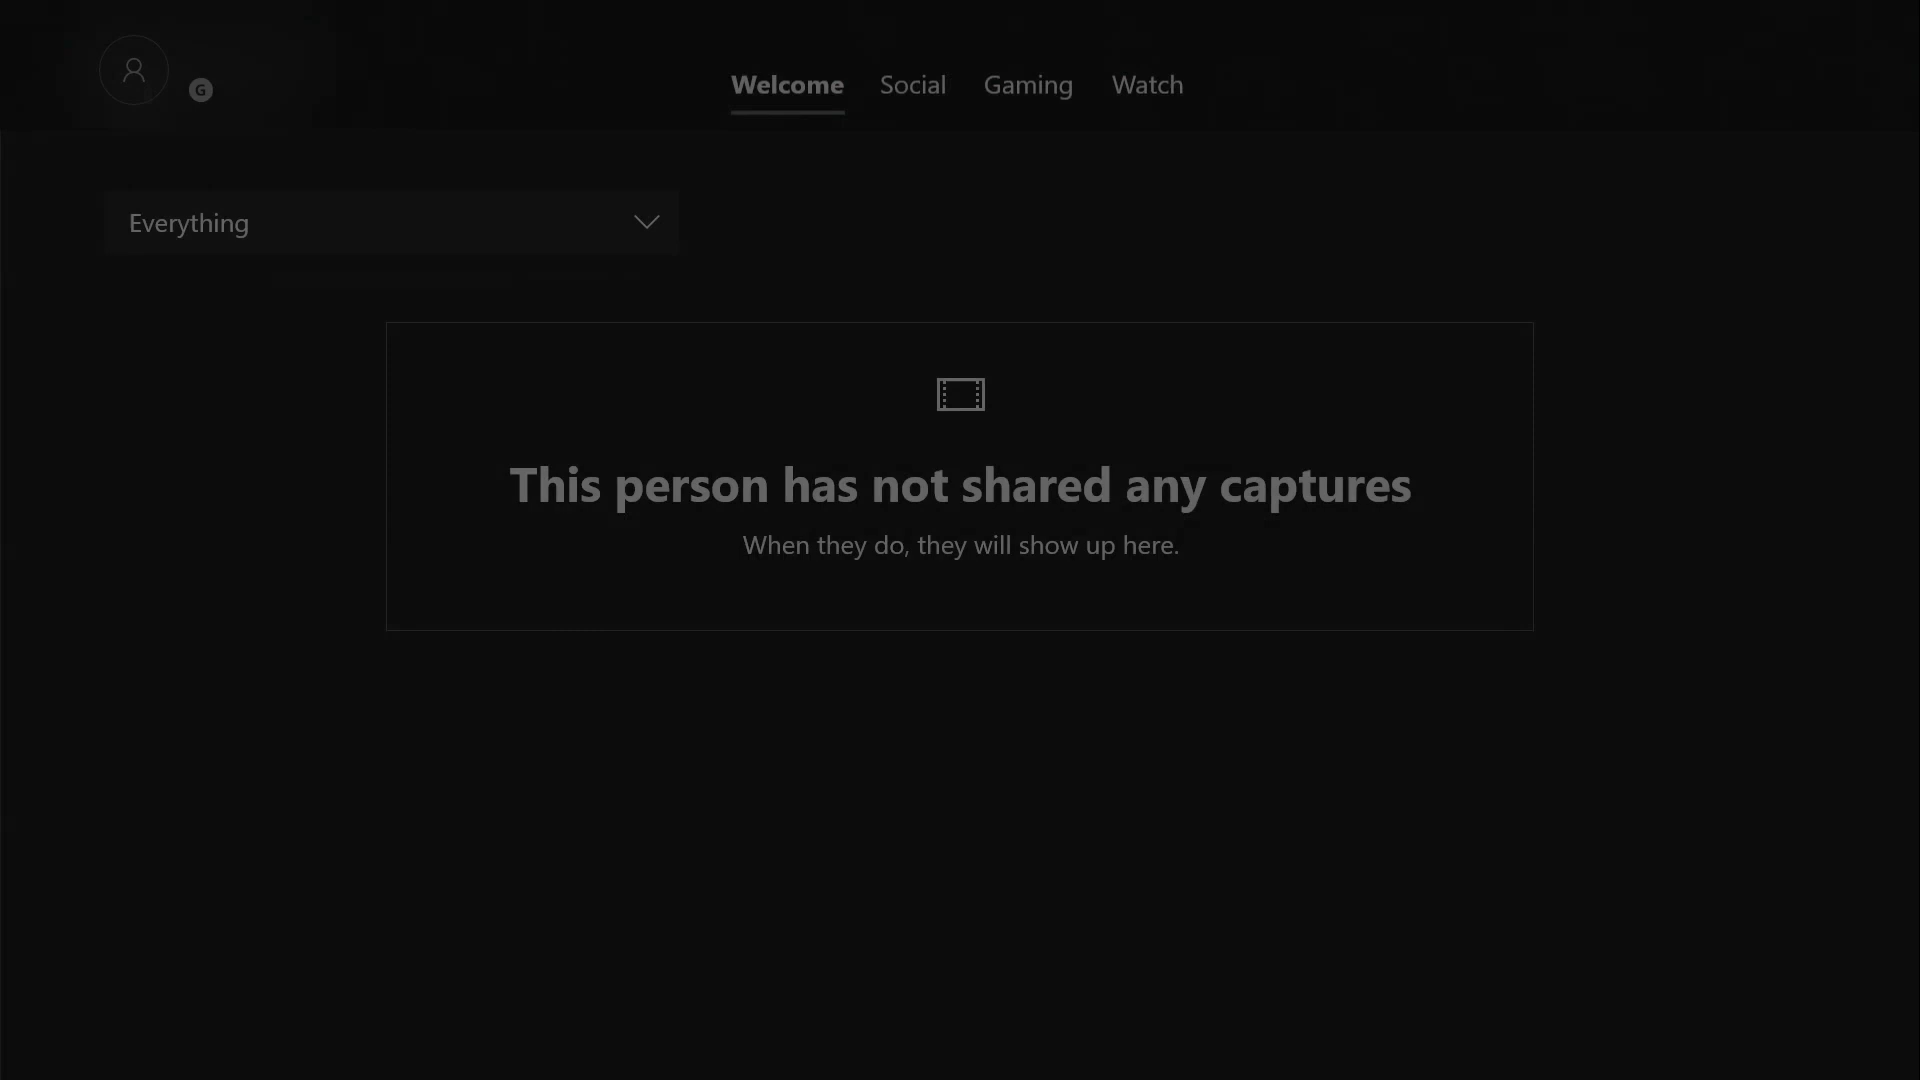 G
Welcome Social Gaming Watch
Everything
This person has not shared any captures
When they do, they will show up here.